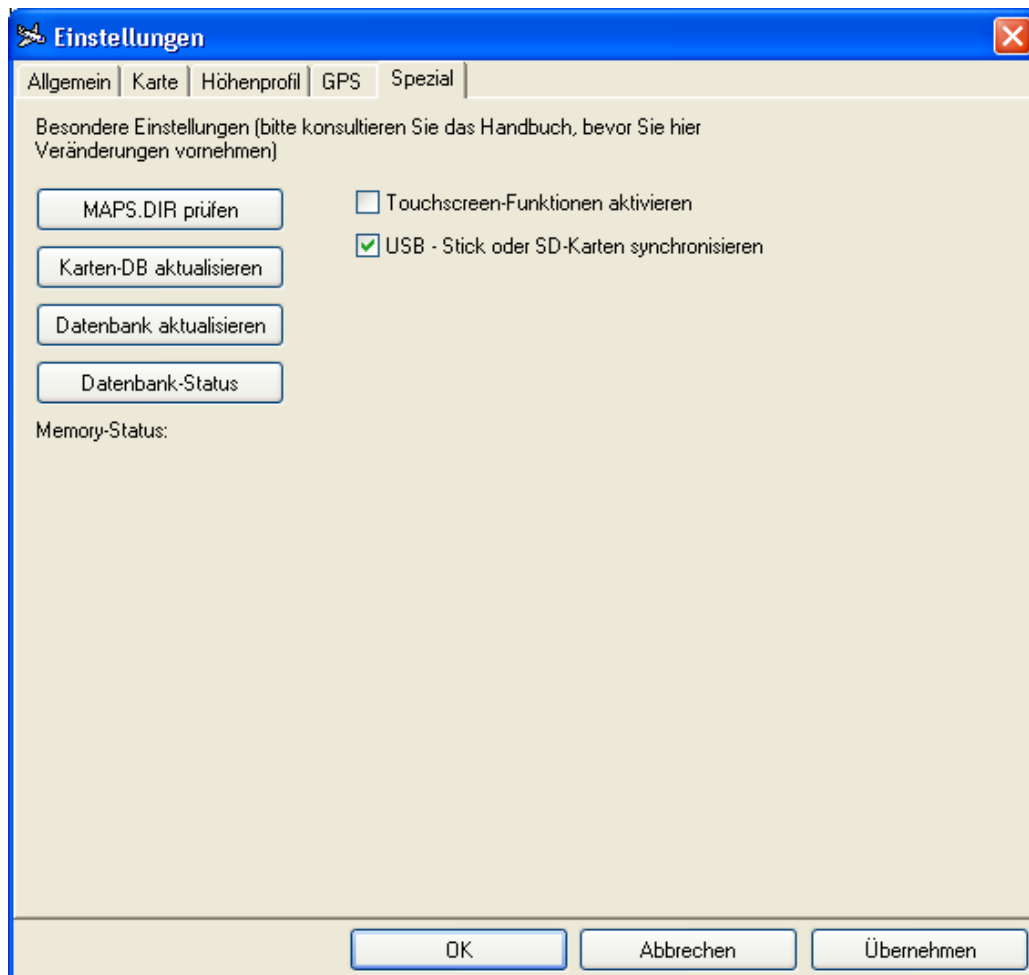 Einstellungen
Allgemein Karte Höhenprofil GPS Spezial
Besondere Einstellungen (bitte konsultieren Sie das Handbuch, bevor Sie hier
Veränderungen vornehmen)
MAPS.DIR prüfen
Touchscreen-Funktionen aktivieren
USB - Stick oder SD-Karten synchronisieren
Karten-DB aktualisieren
Datenbank aktualisieren
Datenbank-Status
Memory-Status:
OK Abbrechen Übernehmen